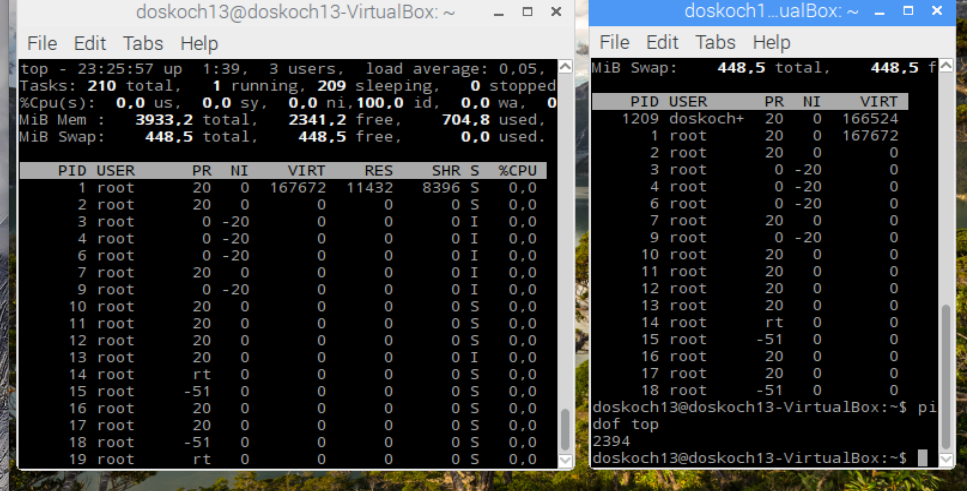 doskoch13@doskoch13-VirtualBox: ~
File Edit Tabs Help
top - 23:25:57 up  1:39,  3 users,  load average: 0,05,
Tasks: 210 total,   1 running, 209 sleeping,   0 stopped
%Cpu(s):  0,0 us,  0,0 sy,  0,0 ni,100,0 id,  0,0 wa,  0
MiB Mem :   3933,2 total,   2341,2 free,    704,8 used,
MiB Swap:    448,5 total,    448,5 free,      0,0 used.
PID USER      PR  NI    VIRT    RES    SHR S  %CPU
1 root      20   0  167672  11432   8396 S   0,0
2 root      20   0       0      0      0 S   0,0
3 root       0 -20       0      0      0 I   0,0
4 root       0 -20       0      0      0 I   0,0
6 root       0 -20       0      0      0 I   0,0
7 root      20   0       0      0      0 I   0,0
9 root       0 -20       0      0      0 I   0,0
10 root      20   0       0      0      0 S   0,0
11 root      20   0       0      0      0 S   0,0
12 root      20   0       0      0      0 S   0,0
13 root      20   0       0      0      0 I   0,0
14 root      rt   0       0      0      0 S   0,0
15 root     -51   0       0      0      0 S   0,0
16 root      20   0       0      0      0 S   0,0
17 root      20   0       0      0      0 S   0,0
18 root     -51   0       0      0      0 S   0,0
19 root      rt   0       0      0      0 S   0,0
doskoch1...ualBox: ~
File Edit Tabs Help
MiB Swap:    448,5 total,    448,5 f
PID USER      PR  NI    VIRT
1209 doskoch+  20   0  166524
1 root      20   0  167672
2 root      20   0       0
3 root       0 -20       0
4 root       0 -20       0
6 root       0 -20       0
7 root      20   0       0
9 root       0 -20       0
10 root      20   0       0
11 root      20   0       0
12 root      20   0       0
13 root      20   0       0
14 root      rt   0       0
15 root     -51   0       0
16 root      20   0       0
17 root      20   0       0
18 root     -51   0       0
doskoch13@doskoch13-VirtualBox:~$ pi
dof top
2394
doskoch13@doskoch13-VirtualBox:~$